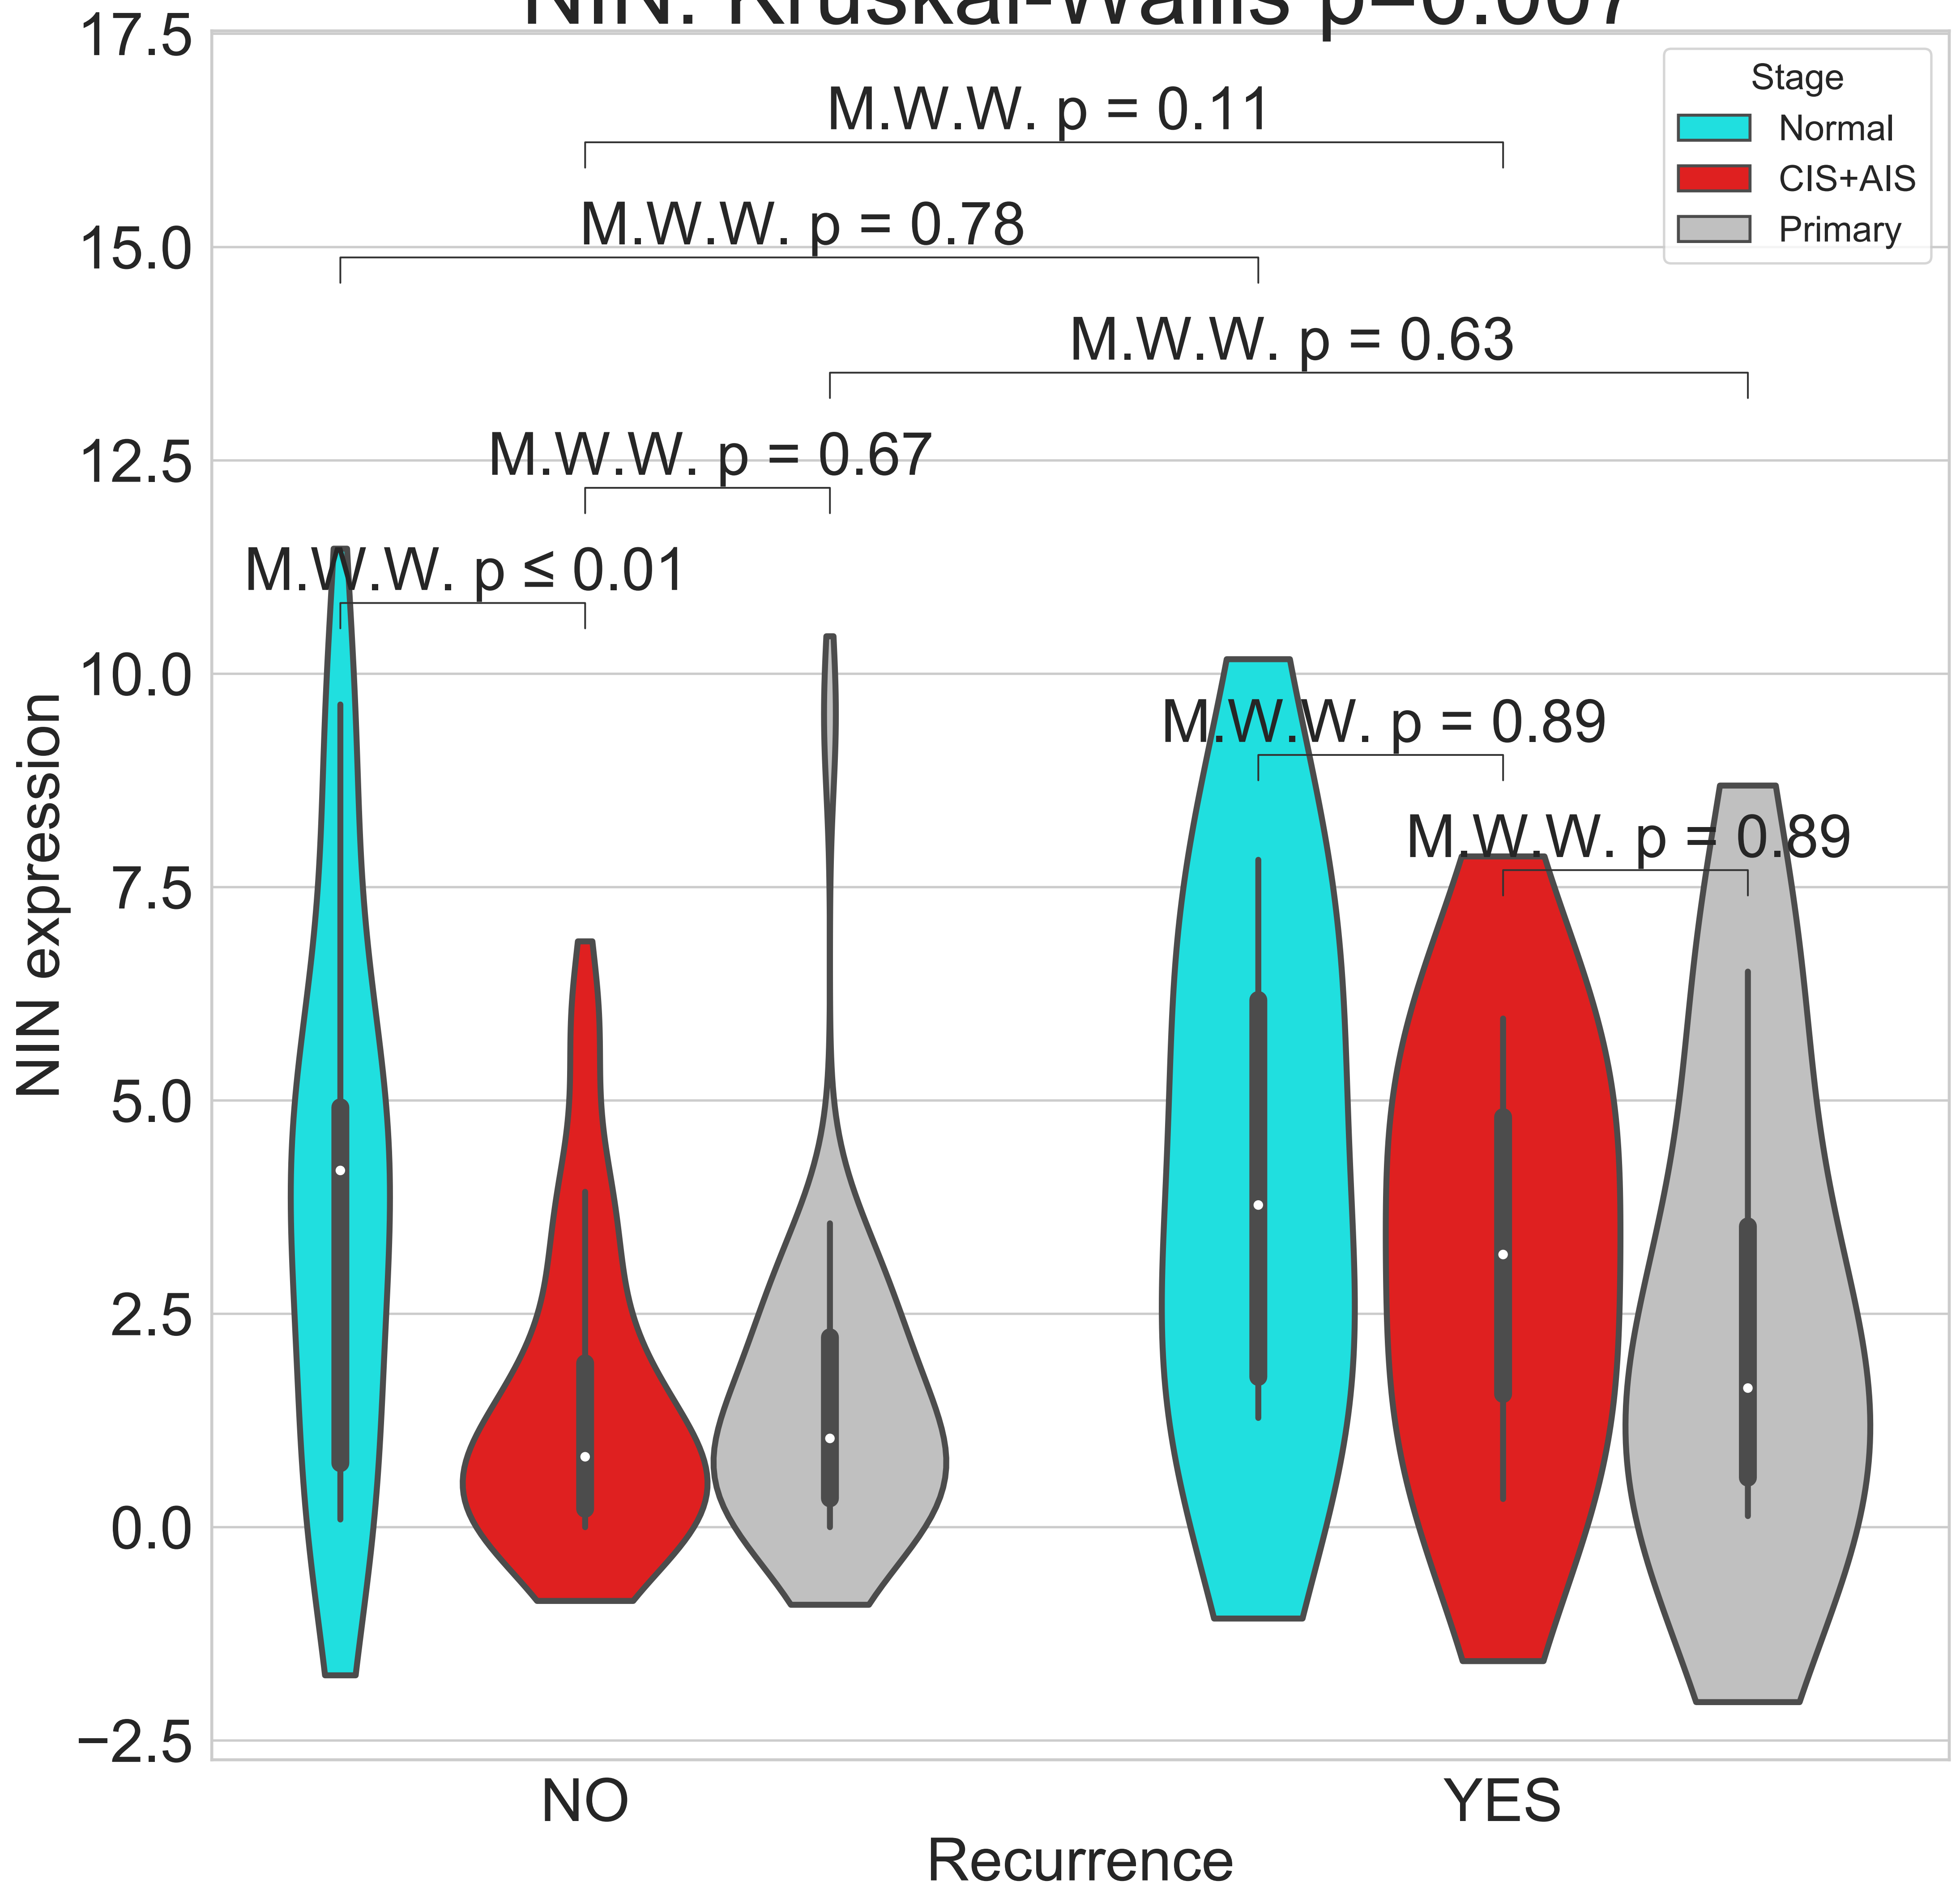 NIN: Kruskal-Wallis p=0.007
17.5
15.0
12.5
10.0
7.5
5.0
2.5
0.0
−2.5
NIN expression
M.W.W. p = 0.11
M.W.W. p = 0.78
M.W.W. p = 0.63
M.W.W. p = 0.67
M.W.W. p ≤ 0.01
M.W.W. p = 0.89
M.W.W. p = 0.89
Stage
Normal
CIS+AIS
Primary
NO
YES
Recurrence